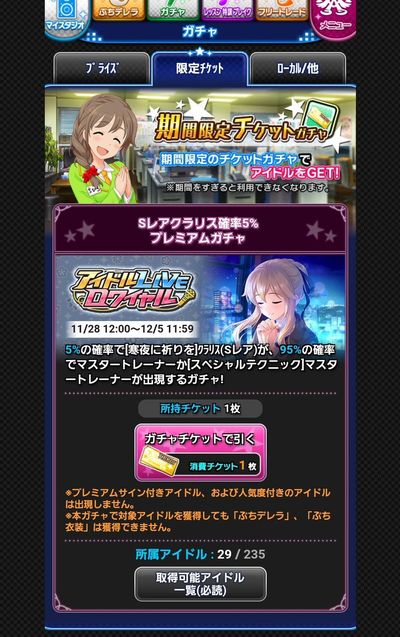 マイスタジオ
ぷちデレラ
ガチャ
レッスン 特訓 ブレイク
フリートレード
メニュー
ガチャ
プライズ
限定チケット
ローカル/他
期間限定チケットガチャ
期間限定のチケットガチャで
アイドルをGET!
※期間をすぎると利用できなくなります。
Sレアクラリス確率5%
プレミアムガチャ
アイドルLIVE
ロワイヤル
11/28 12:00～12/5 11:59
5%の確率で[寒夜に祈りを]クラリス(Sレア)が、95%の確率
でマスタートレーナーか[スペシャルテクニック]マスタ
ートレーナーが出現するガチャ!
所持チケット 1枚
ガチャチケットで引く
消費チケット1枚
※プレミアムサイン付きアイドル、および人気度付きのアイドル
は出現しません。
※本ガチャで対象アイドルを獲得しても「ぷちデレラ」、「ぷち
衣装」は獲得できません。
所属アイドル : 29 / 235
取得可能アイドル
一覧(必読)